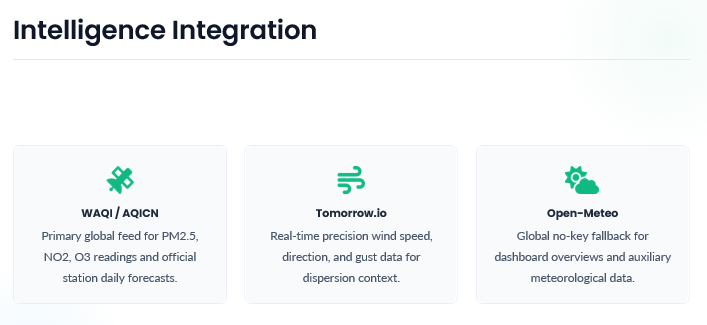 Intelligence Integration
WAQI / AQICN
Primary global feed for PM2.5,
NO2, O3 readings and official
station daily forecasts.
Tomorrow.io
Real-time precision wind speed,
direction, and gust data for
dispersion context.
Open-Meteo
Global no-key fallback for
dashboard overviews and auxiliary
meteorological data.